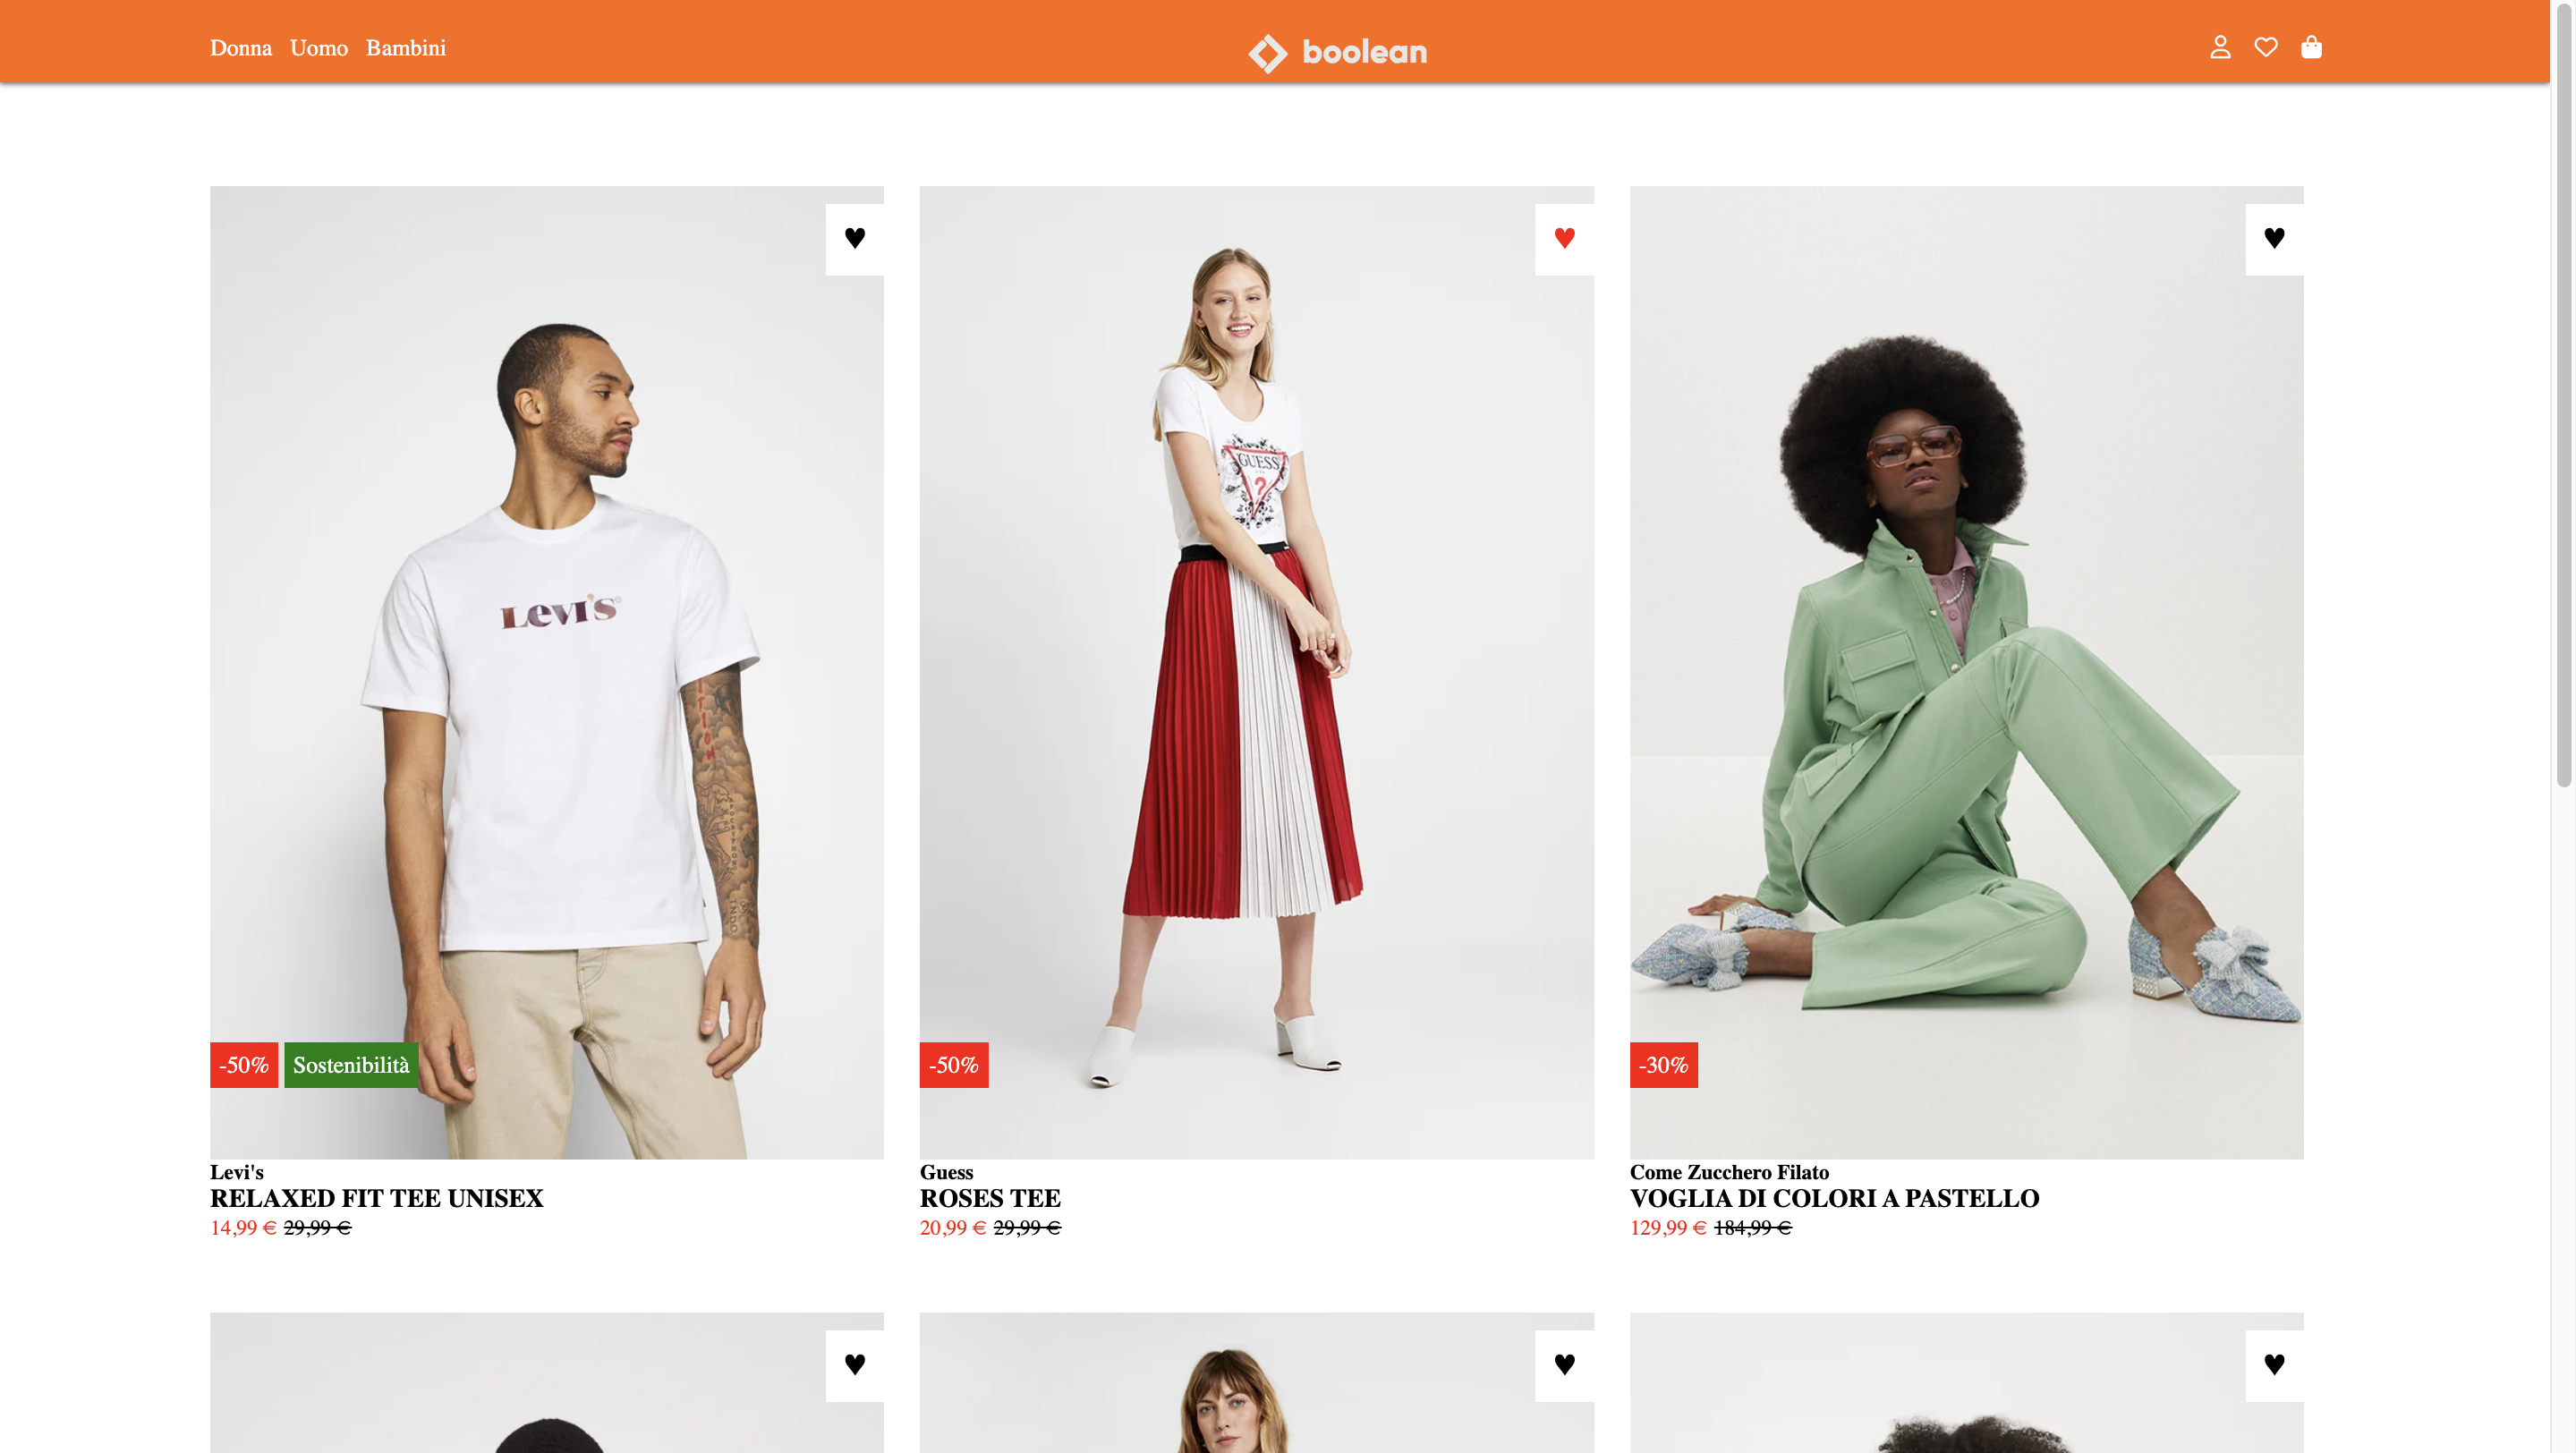 Donna Uomo Bambini
boolean
Levi's
GUESS
?
-50% Sostenibilità
-50%
-30%
Levi's
RELAXED FIT TEE UNISEX
14,99 € 29,99 €
Guess
ROSES TEE
20,99 € 29,99 €
Come Zucchero Filato
VOGLIA DI COLORI A PASTELLO
129,99 € 184,99 €